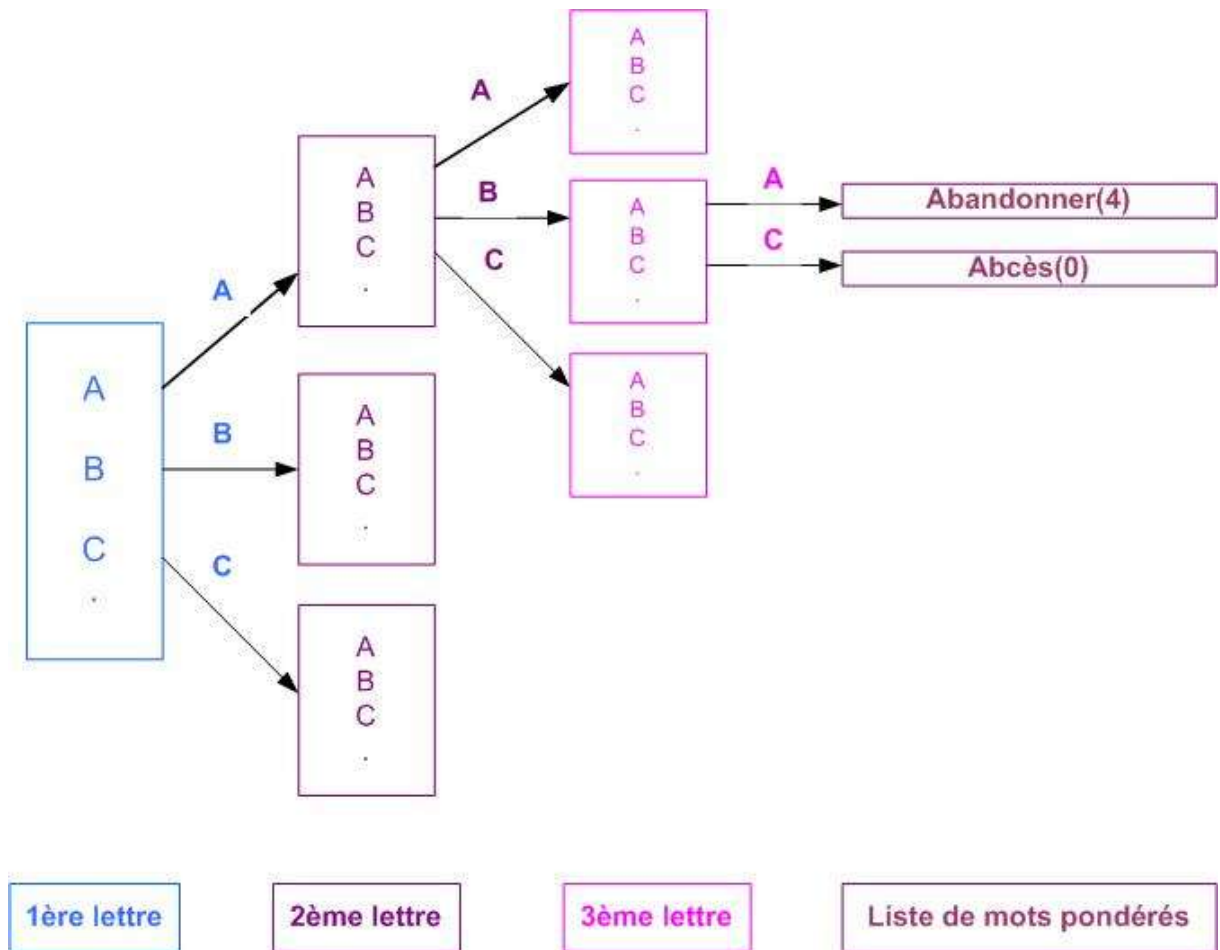 A
B
C
.
A
B
C
A
B
C
.
A
B
C
.
A
B
C
.
A
B
C
A
B
C
.
A
B
C
.
A
B
C
.
A
C
Abandonner(4)
Abcès(0)
1ère lettre
2ème lettre
3ème lettre
Liste de mots pondérés